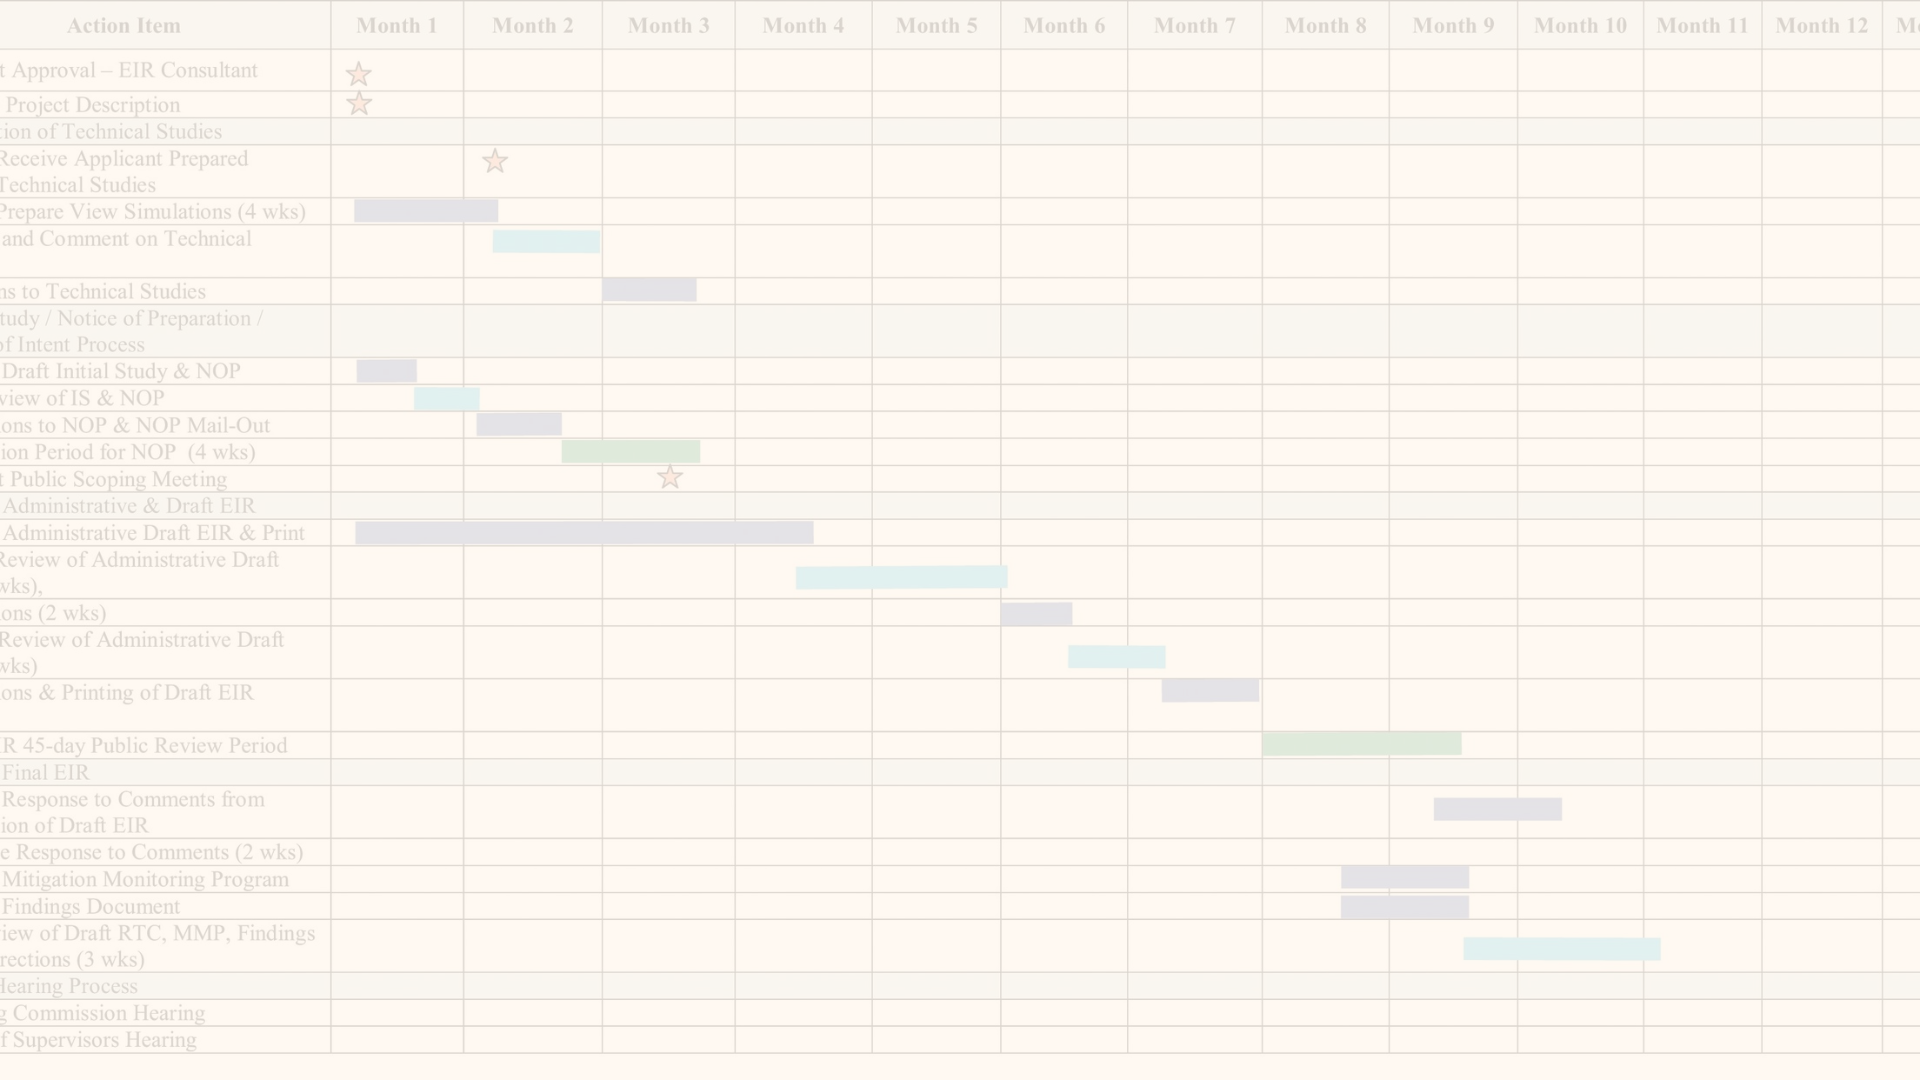 Action Item Month 1 Month 2 Month 3 Month 4 Month 5 Month 6 Month 7 Month 8 Month 9 Month 10 Month 11 Month 12
t Approval – EIR Consultant
Project Description
tion of Technical Studies
Receive Applicant Prepared
Technical Studies
Prepare View Simulations (4 wks)
and Comment on Technical
ns to Technical Studies
tudy / Notice of Preparation /
of Intent Process
Draft Initial Study & NOP
view of IS & NOP
ions to NOP & NOP Mail-Out
ion Period for NOP (4 wks)
t Public Scoping Meeting
Administrative & Draft EIR
Administrative Draft EIR & Print
Review of Administrative Draft
wks),
ions (2 wks)
Review of Administrative Draft
wks)
ions & Printing of Draft EIR
IR 45-day Public Review Period
Final EIR
Response to Comments from
ion of Draft EIR
e Response to Comments (2 wks)
Mitigation Monitoring Program
Findings Document
iew of Draft RTC, MMP, Findings
rections (3 wks)
Hearing Process
g Commission Hearing
f Supervisors Hearing